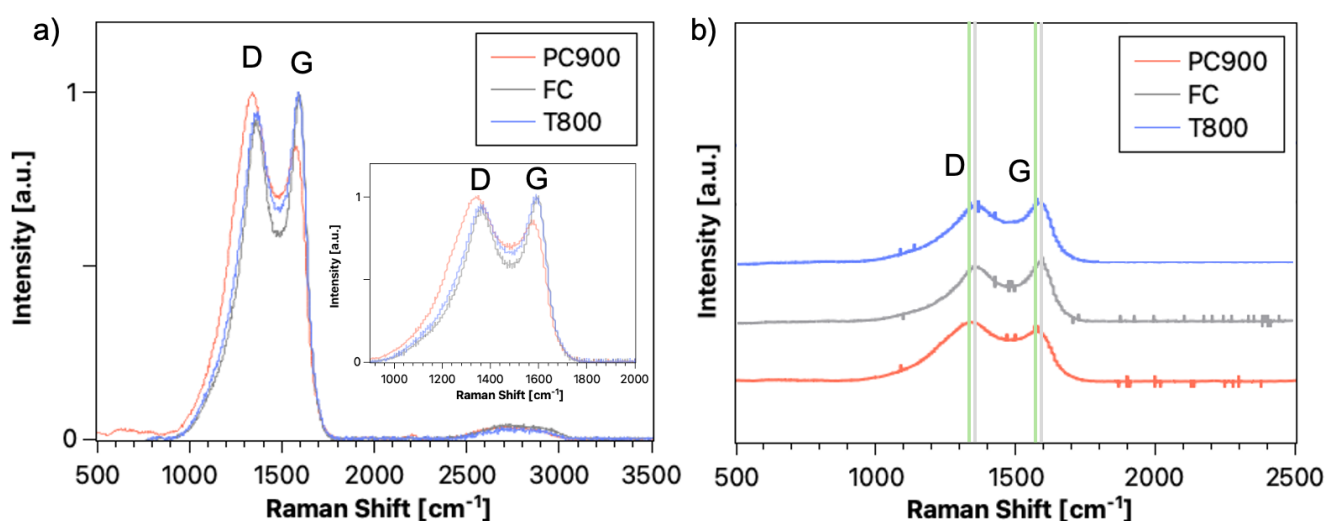 a)
D
G
PC900
FC
T800
1
0
Intensity [a.u.]
500
1000
1500
2000
2500
3000
3500
Raman Shift [cm-1]
D
G
1
0
Intensity [a.u.]
1000
1200
1400
1600
1800
2000
Raman Shift [cm-1]
b)
PC900
FC
T800
D
G
Intensity [a.u.]
500
1000
1500
2000
2500
Raman Shift [cm-1]